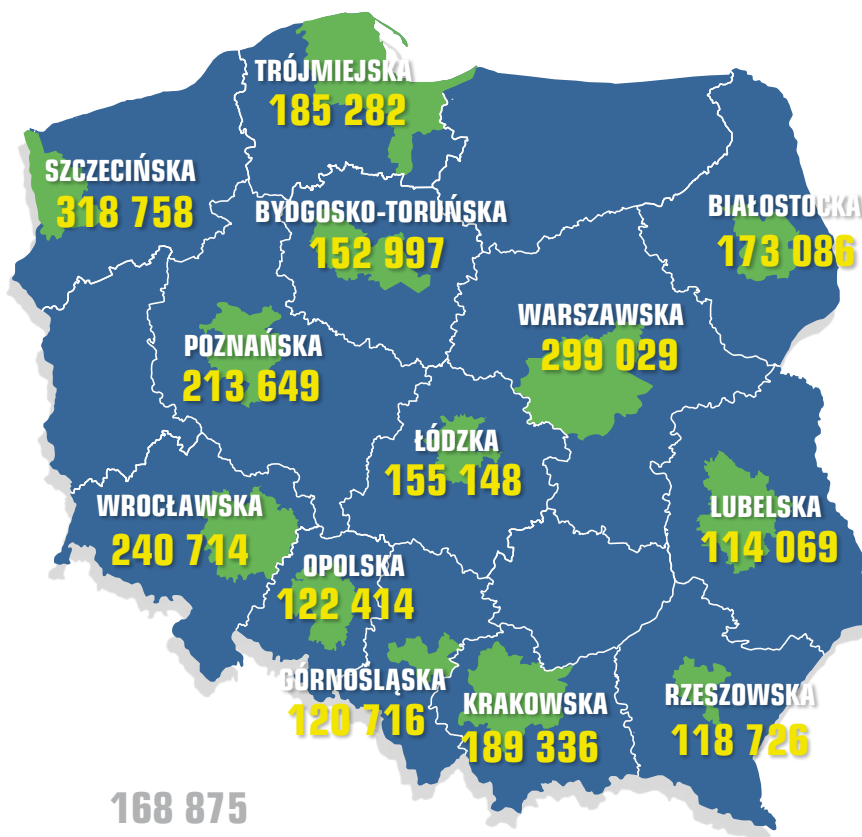 TRÓJMIEJSKA
185 282
SZCZECIŃSKA
318 758
BYDGOSKO-TORUŃSKA
152 997
BIAŁOSTOCKA
173 086
WARSZAWSKA
299 029
POZNAŃSKA
213 649
ŁÓDZKA
155 148
WROCŁAWSKA
240 714
LUBELSKA
114 069
OPOLSKA
122 414
GÓRNOŚLĄSKA
120 716
KRAKOWSKA
189 336
RZESZOWSKA
118 726
168 875